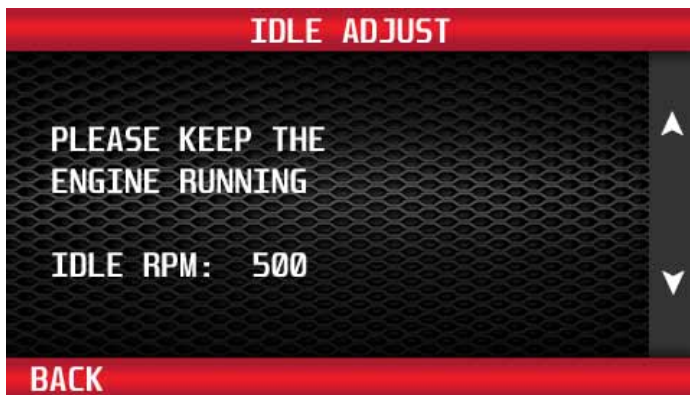 IDLE ADJUST
PLEASE KEEP THE
ENGINE RUNNING
IDLE RPM: 500
BACK